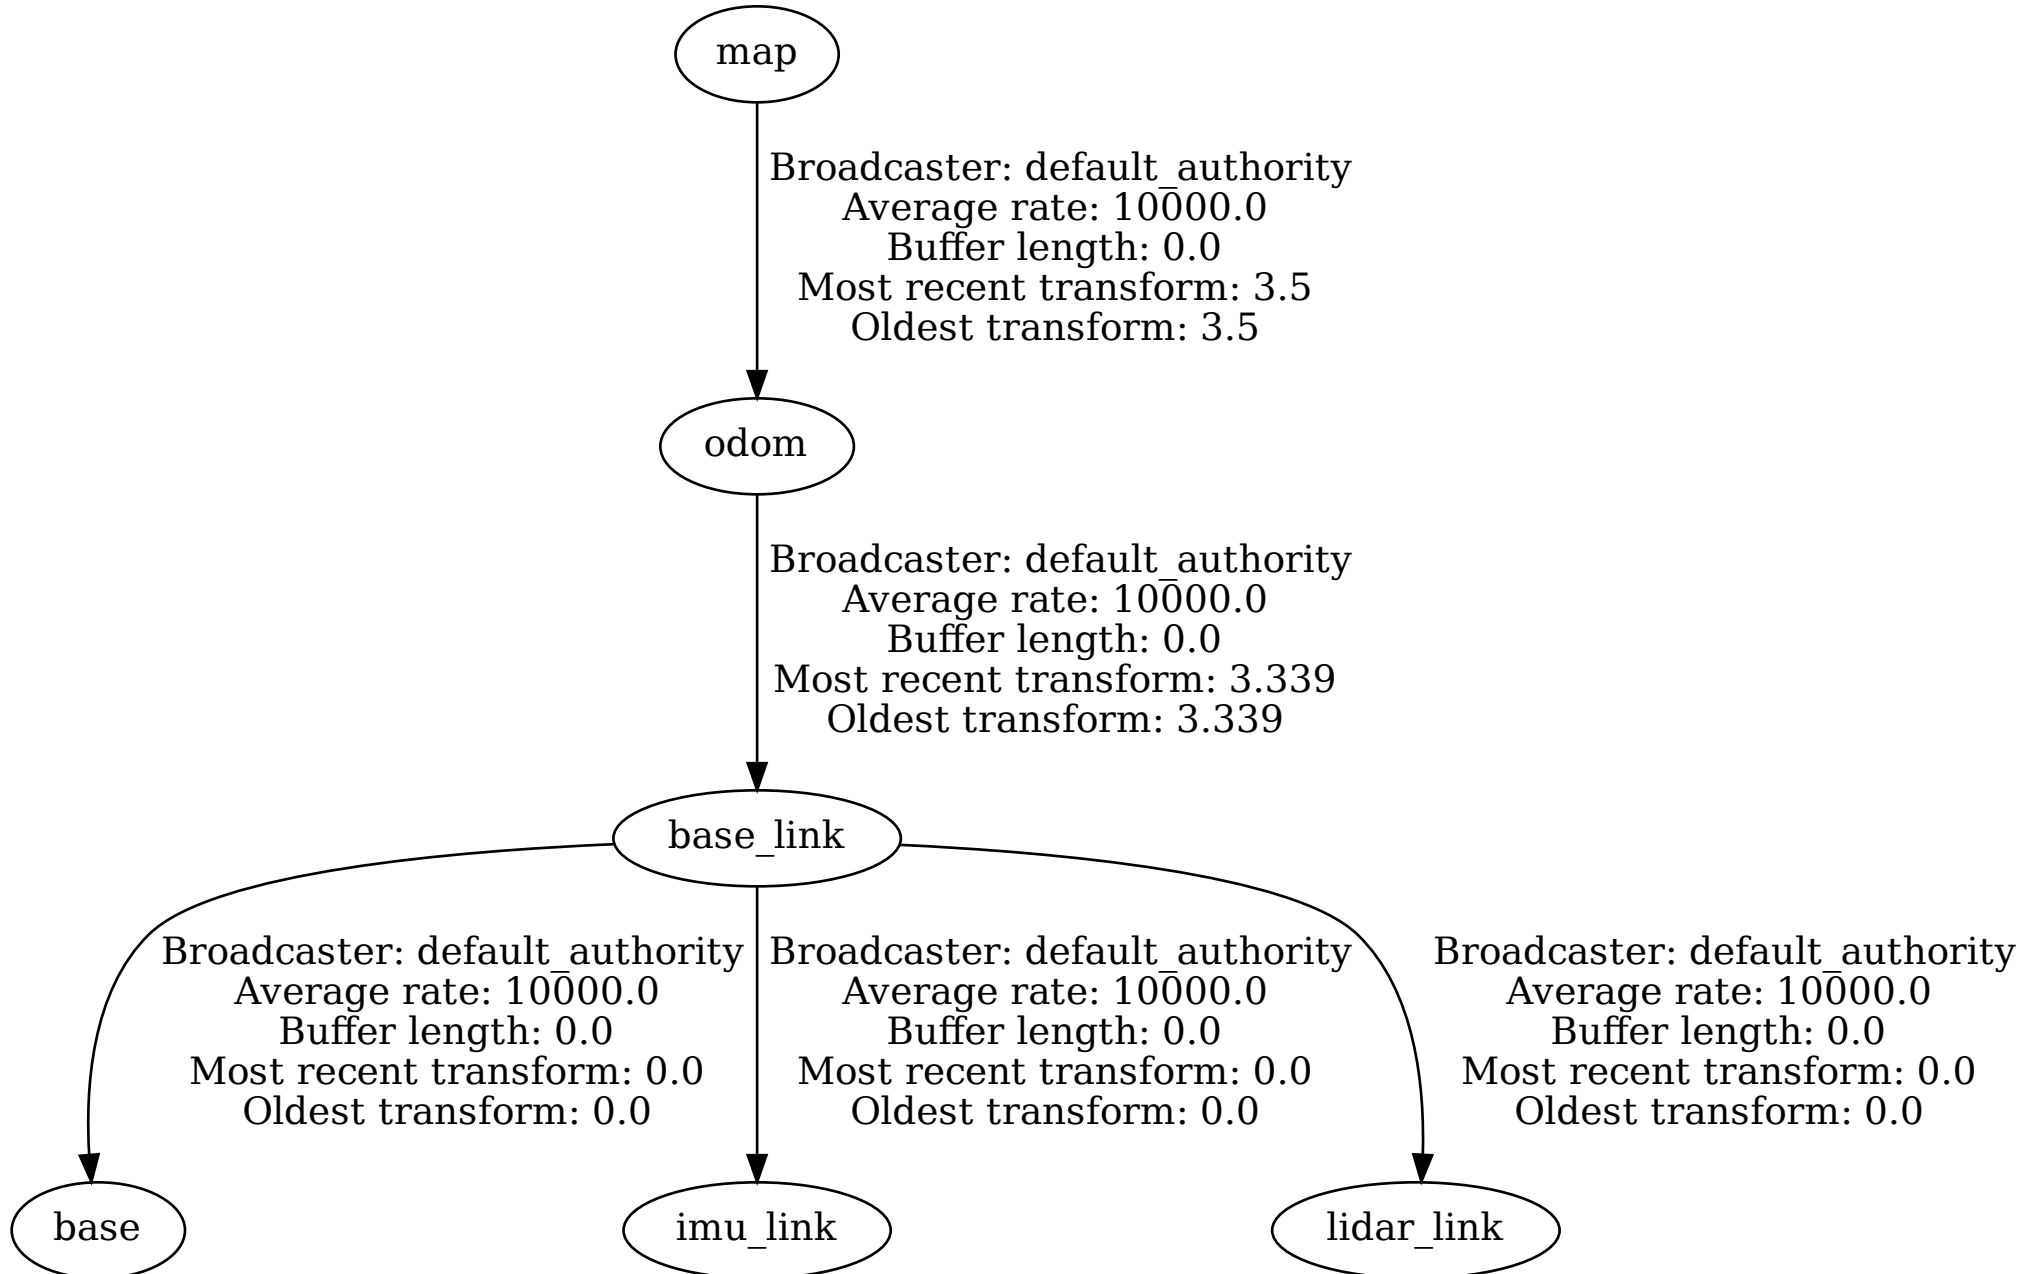 map
Broadcaster: default_authority
Average rate: 10000.0
Buffer length: 0.0
Most recent transform: 3.5
Oldest transform: 3.5
odom
Broadcaster: default_authority
Average rate: 10000.0
Buffer length: 0.0
Most recent transform: 3.339
Oldest transform: 3.339
base_link
Broadcaster: default_authority
Average rate: 10000.0
Buffer length: 0.0
Most recent transform: 0.0
Oldest transform: 0.0
Broadcaster: default_authority
Average rate: 10000.0
Buffer length: 0.0
Most recent transform: 0.0
Oldest transform: 0.0
Broadcaster: default_authority
Average rate: 10000.0
Buffer length: 0.0
Most recent transform: 0.0
Oldest transform: 0.0
base
imu_link
lidar_link